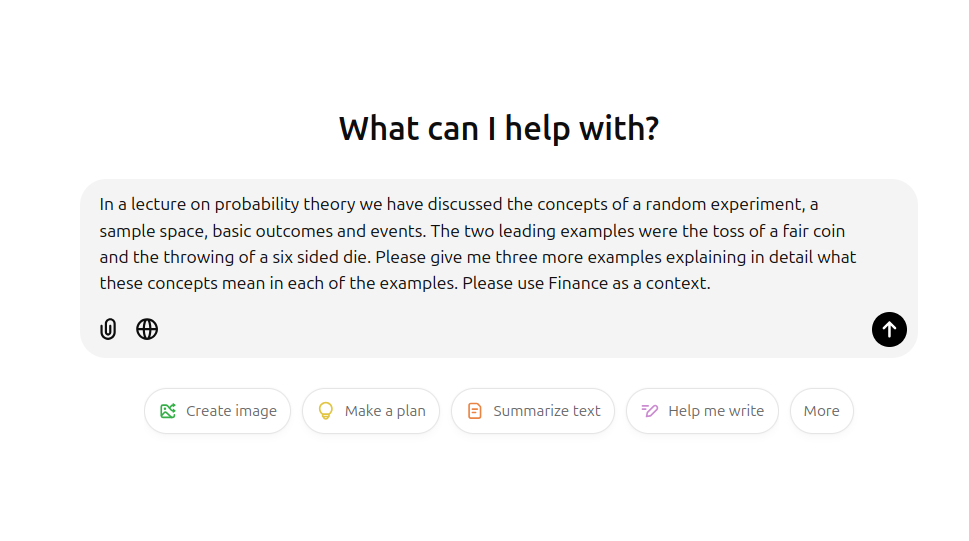 What can I help with?
In a lecture on probability theory we have discussed the concepts of a random experiment, a
sample space, basic outcomes and events. The two leading examples were the toss of a fair coin
and the throwing of a six sided die. Please give me three more examples explaining in detail what
these concepts mean in each of the examples. Please use Finance as a context.
Create image
Make a plan
Summarize text
Help me write
More